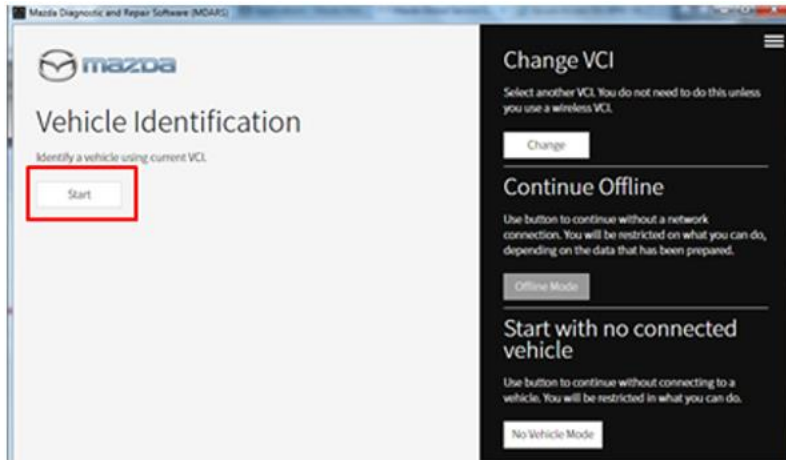 Mazda Diagnostic and Repair Software (MDARS)
mazda
Vehicle Identification
Identify a vehicle using current VCI.
Start
Change VCI
Select another VCI. You do not need to do this unless
you use a wireless VCI.
Change
Continue Offline
Use button to continue without a network
connection. You will be restricted on what you can do,
depending on the data that has been prepared.
Offline Mode
Start with no connected
vehicle
Use button to continue without connecting to a
vehicle. You will be restricted in what you can do.
No Vehicle Mode